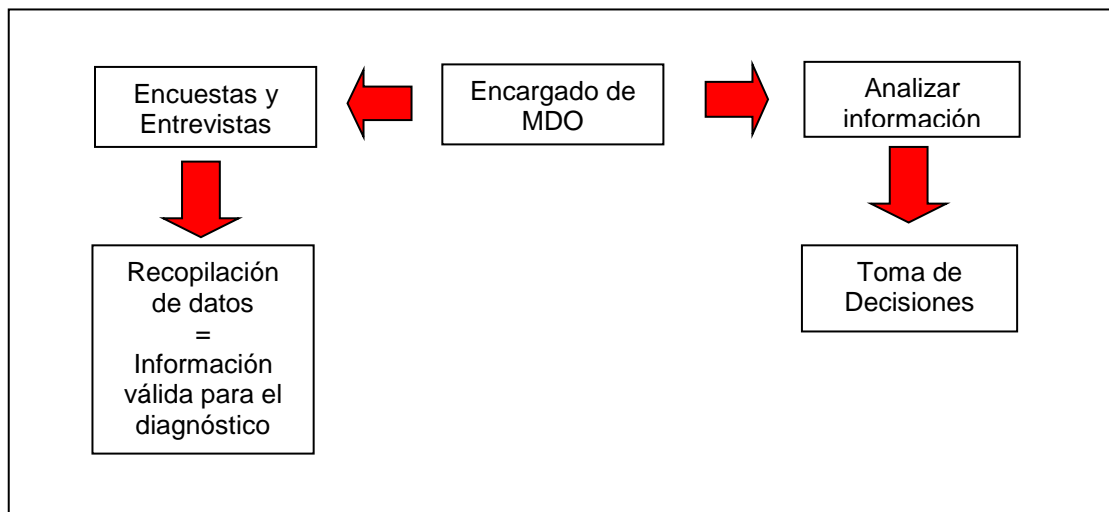 Encuestas y
Entrevistas
Encargado de
MDO
Analizar
información
Recopilación
de datos
=
Información
válida para el
diagnóstico
Toma de
Decisiones